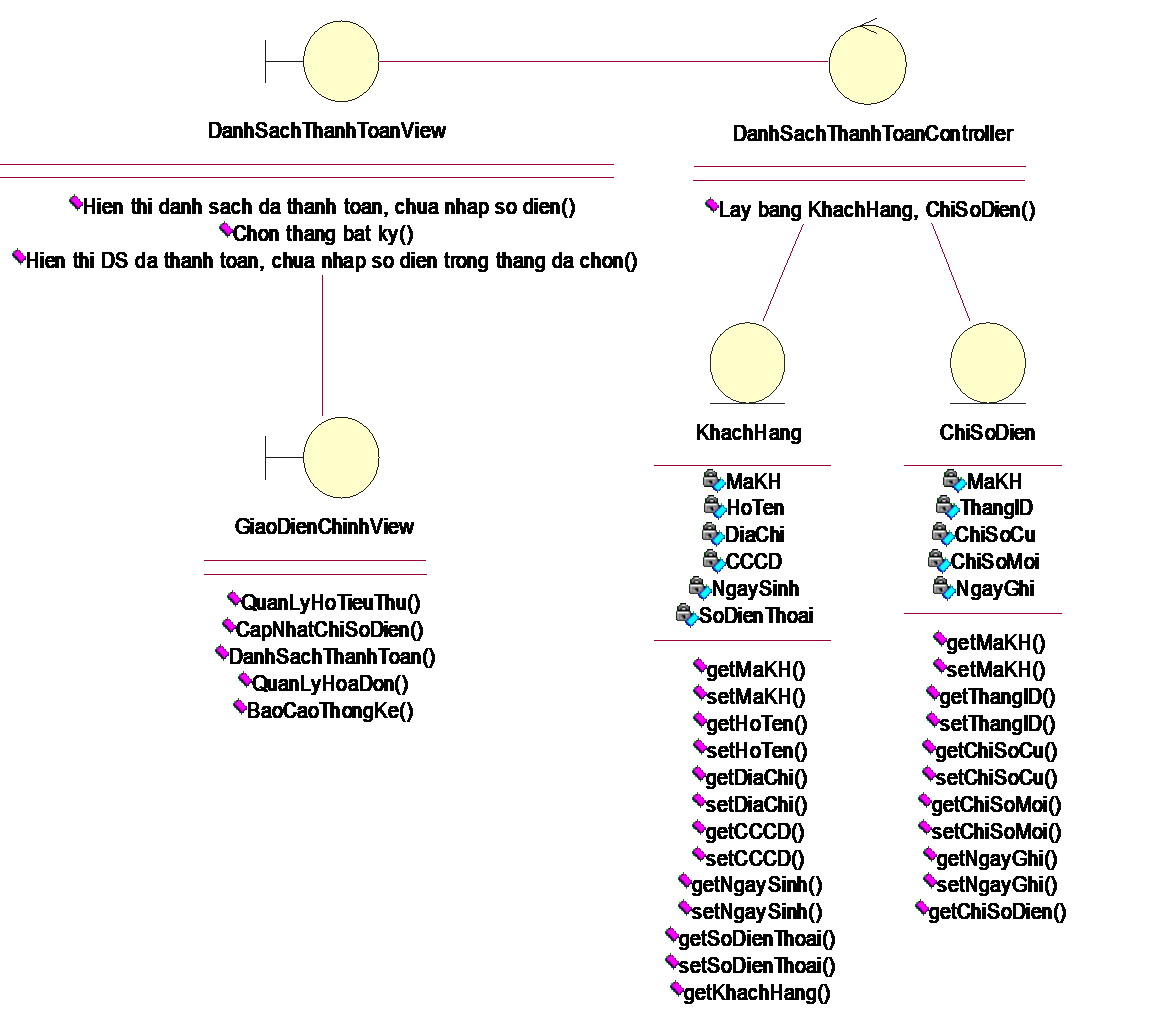 DanhSachThanhToanView
Hien thi danh sach da thanh toan, chua nhap so dien()
Chon thang bat ky()
Hien thi DS da thanh toan, chua nhap so dien trong thang da chon()
DanhSachThanhToanController
Lay bang KhachHang, ChiSoDien()
GiaoDienChinhView
QuanLyHoTieuThu()
CapNhatChiSoDien()
DanhSachThanhToan()
QuanLyHoaDon()
BaoCaoThongKe()
KhachHang
MaKH
HoTen
DiaChi
CCCD
NgaySinh
SoDienThoai
getMaKH()
setMaKH()
getHoTen()
setHoTen()
getDiaChi()
setDiaChi()
getCCCD()
setCCCD()
getNgaySinh()
setNgaySinh()
getSoDienThoai()
setSoDienThoai()
getKhachHang()
ChiSoDien
MaKH
ThangID
ChiSoCu
ChiSoMoi
NgayGhi
getMaKH()
setMaKH()
getThangID()
setThangID()
getChiSoCu()
setChiSoCu()
getChiSoMoi()
setChiSoMoi()
getNgayGhi()
setNgayGhi()
getChiSoDien()